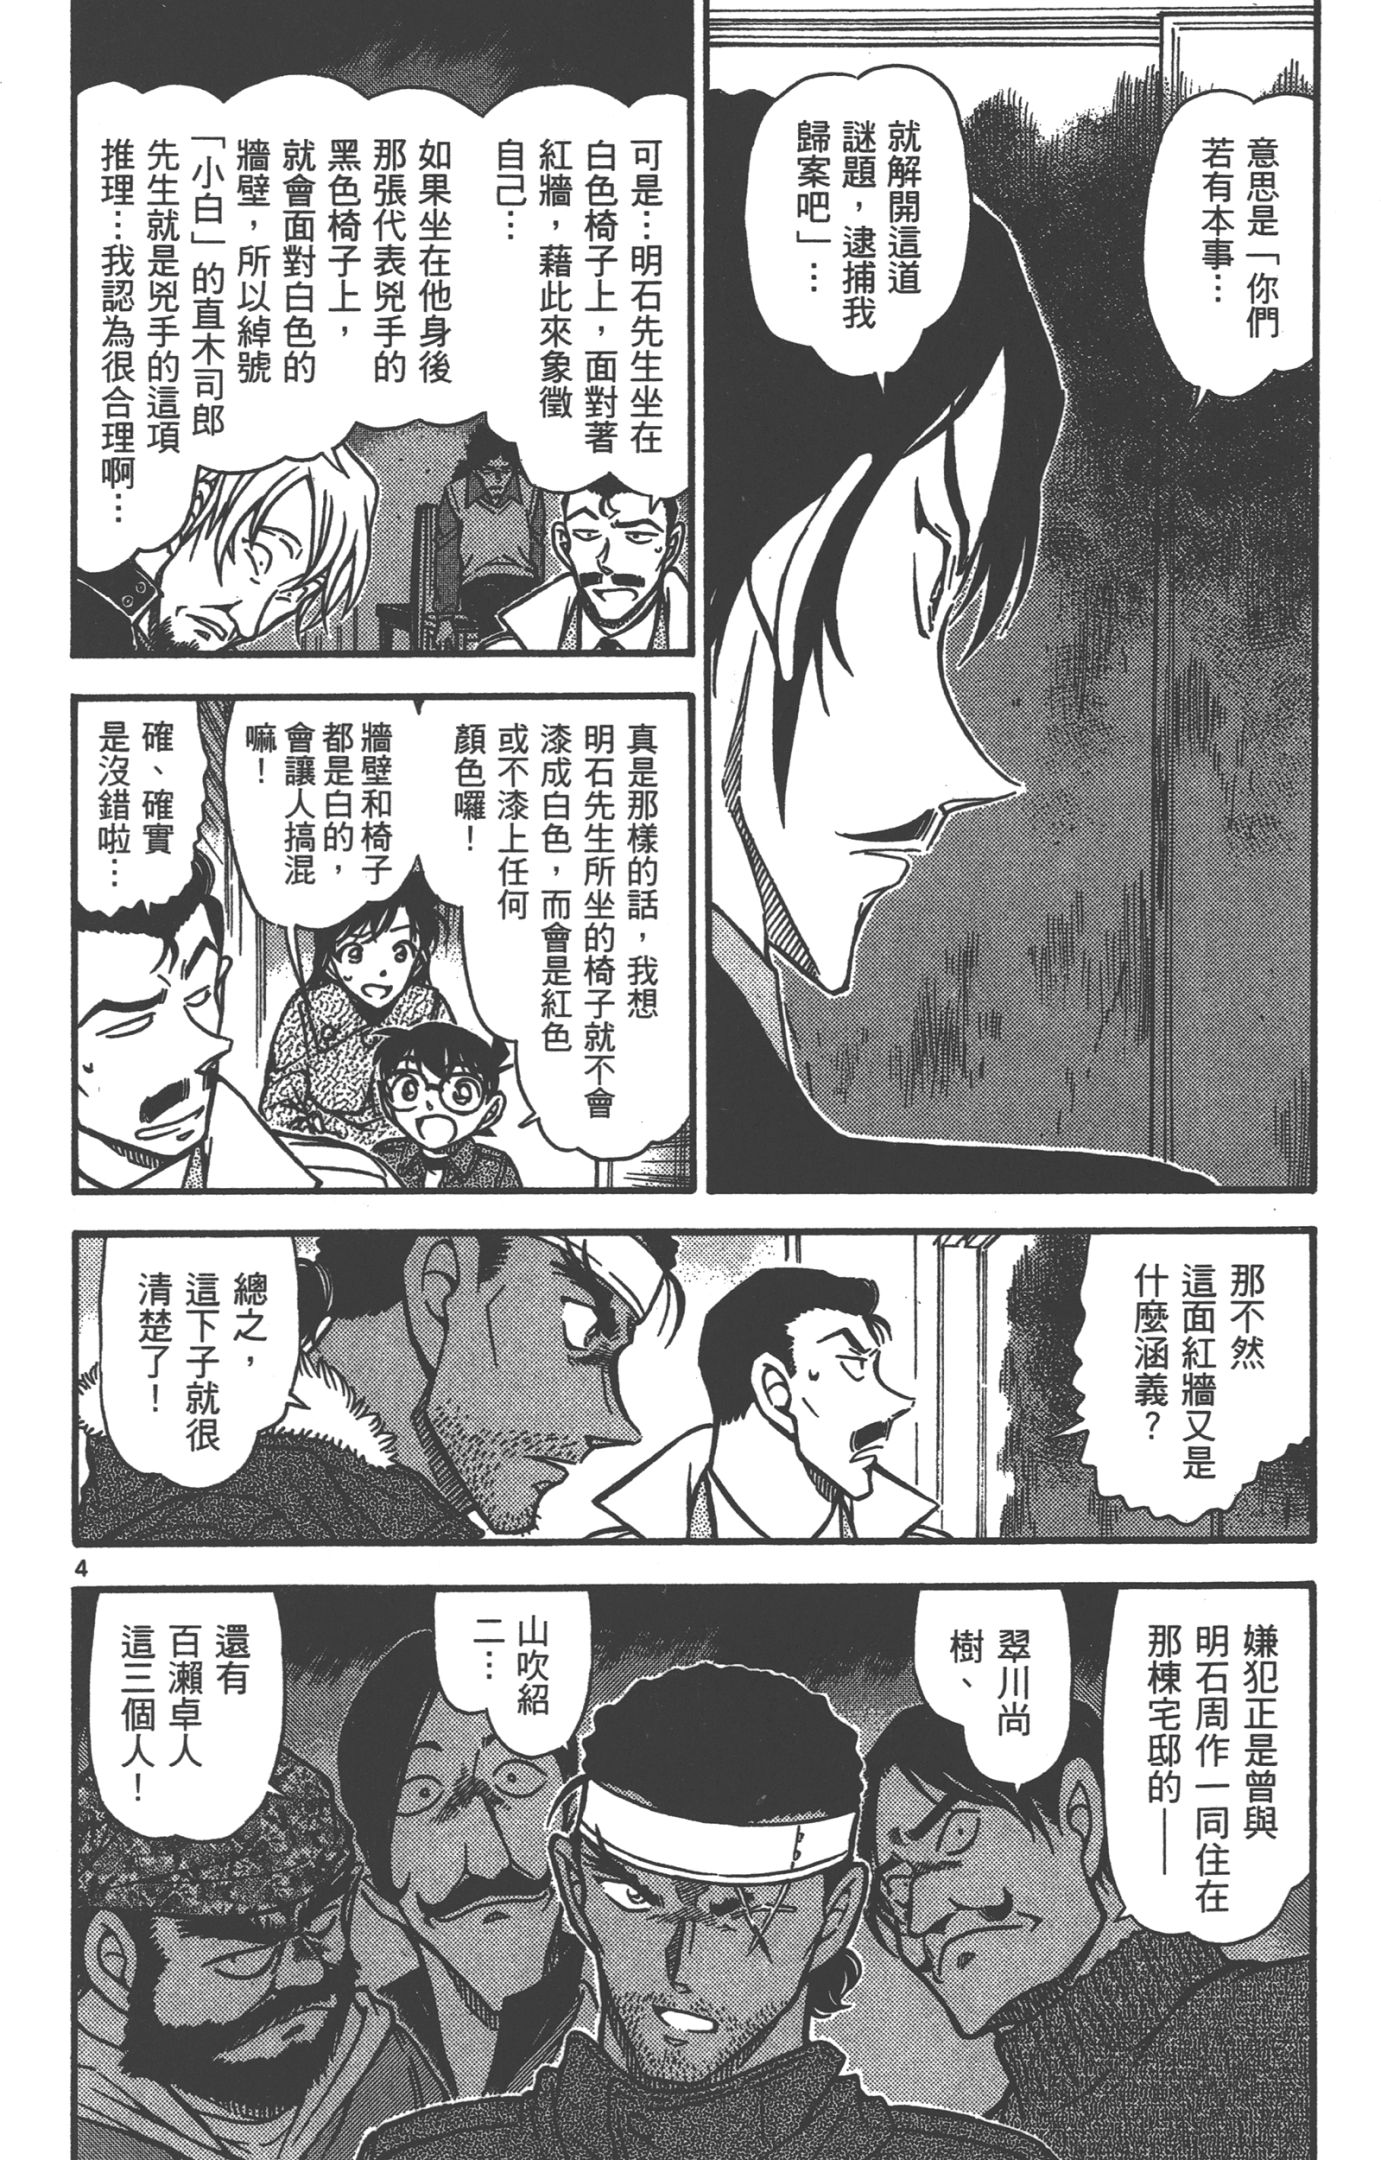 意思是「你們
若有本事…
就解開這道
謎題，逮捕我
歸案吧」…
可是…明石先生坐在
白色椅子上，面對著
紅牆，藉此來象徵
自己…
如果坐在他身後
那張代表兇手的
黑色椅子上，
就會面對白色的
牆壁，所以綽號
「小白」的直木司郎
先生就是兇手的這項
推理…我認為很合理啊…
真是那樣的話，我想
明石先生所坐的椅子就不會
漆成白色，而會是紅色
或不漆上任何
顏色囉！
牆壁和椅子
都是白的，
會讓人搞混
嘛！
確、確實
是沒錯啦…
那不然
這面紅牆又是
什麼涵義？
總之，
這下子就很
清楚了！
4
嫌犯正是曾與
明石周作一同住在
那棟宅邸的——
翠川尚
樹、
山吹紹
二…
還有
百瀨卓人
這三個人！